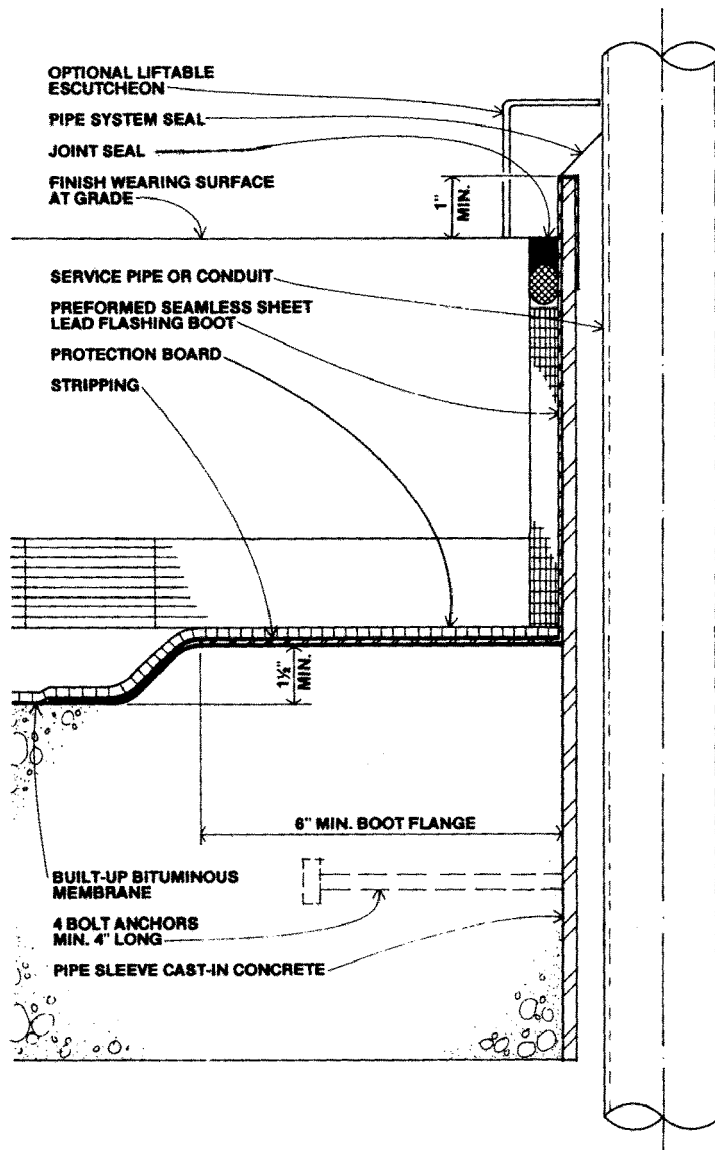 OPTIONAL LIFTABLE
ESCUTCHEON
PIPE SYSTEM SEAL
JOINT SEAL
FINISH WEARING SURFACE
AT GRADE
1"
MIN.
SERVICE PIPE OR CONDUIT
PREFORMED SEAMLESS SHEET
LEAD FLASHING BOOT
PROTECTION BOARD
STRIPPING
1½"
MIN.
6" MIN. BOOT FLANGE
BUILT-UP BITUMINOUS
MEMBRANE
4 BOLT ANCHORS
MIN. 4" LONG
PIPE SLEEVE CAST-IN CONCRETE